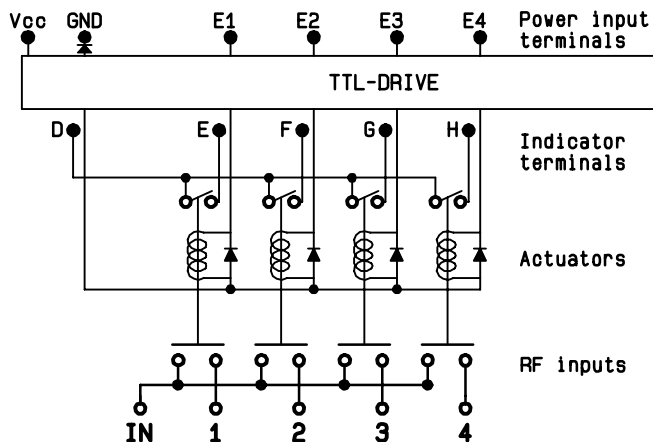 Vcc GND E1 E2 E3 E4 Power input
terminals
TTL-DRIVE
D E F G H Indicator
terminals
Actuators
RF inputs
IN 1 2 3 4